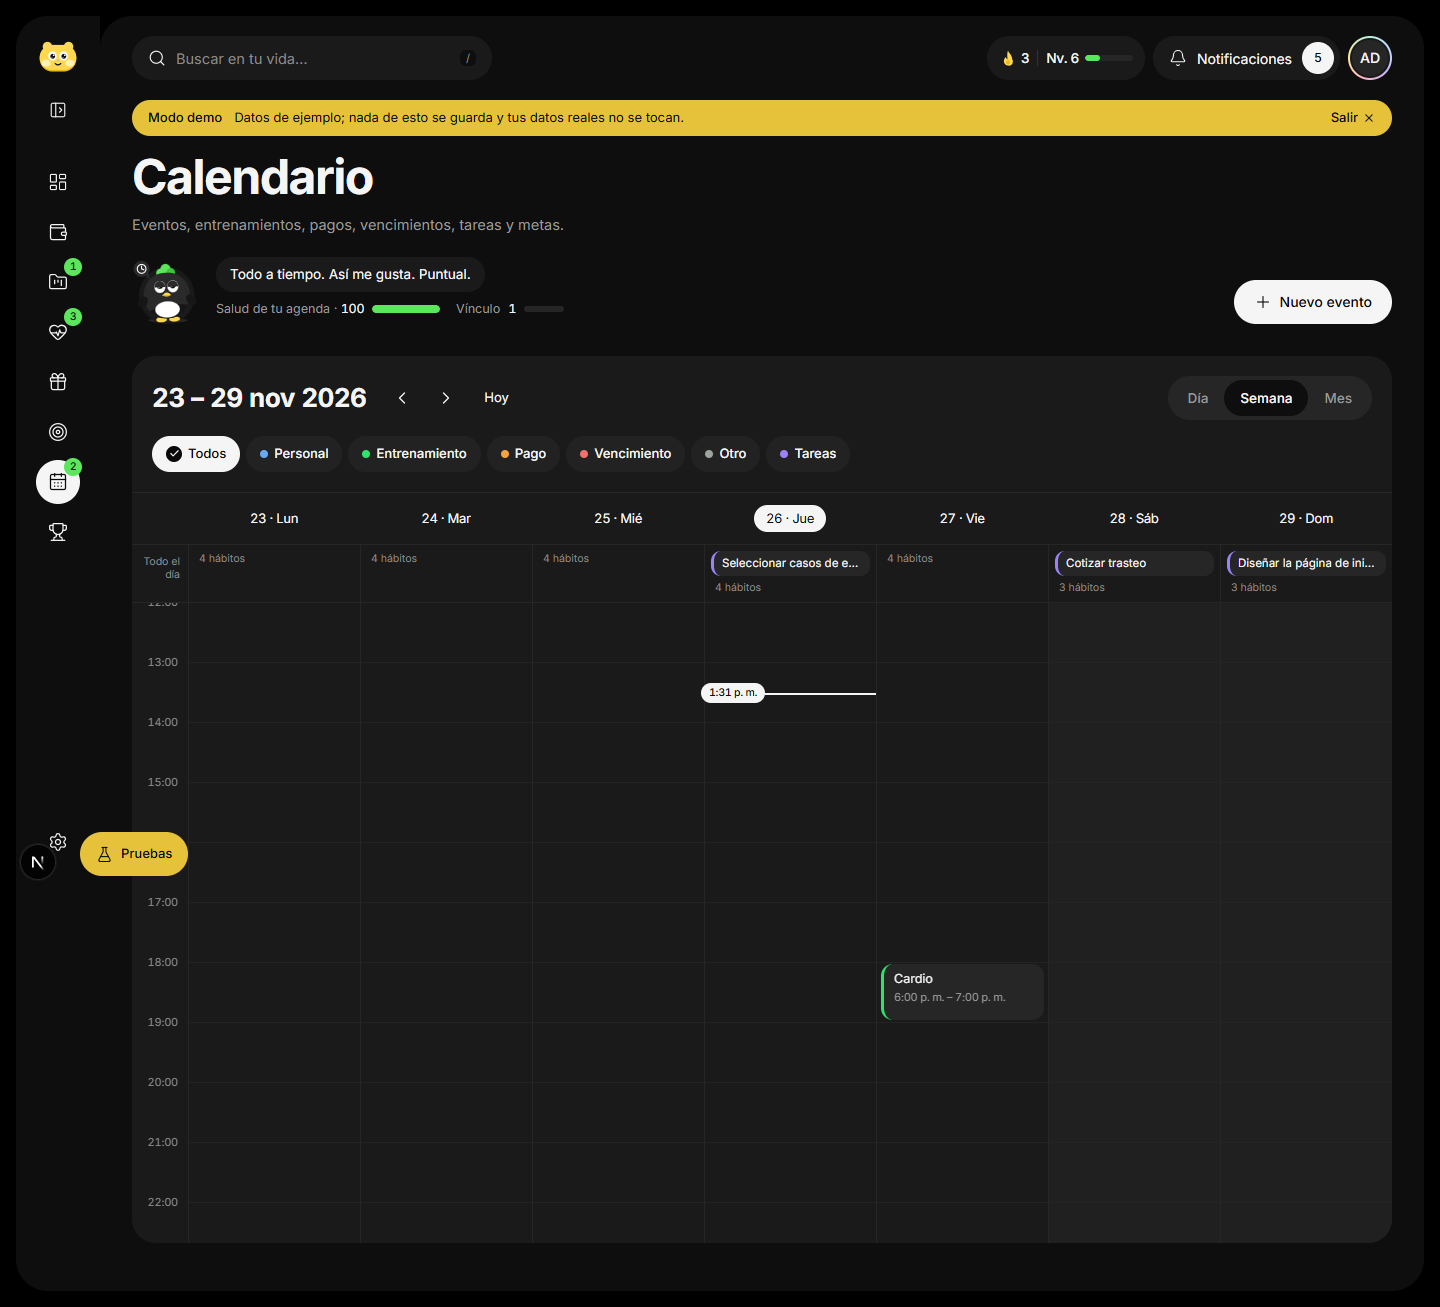 Buscar en tu vida...
/
3
Nv. 6
Notificaciones
5
AD
Modo demo
Datos de ejemplo; nada de esto se guarda y tus datos reales no se tocan.
Salir
Calendario
Eventos, entrenamientos, pagos, vencimientos, tareas y metas.
Todo a tiempo. Así me gusta. Puntual.
Salud de tu agenda · 100
Vínculo 1
Nuevo evento
1
3
2
23 – 29 nov 2026
Hoy
Día
Semana
Mes
Todos
Personal
Entrenamiento
Pago
Vencimiento
Otro
Tareas
23 · Lun
24 · Mar
25 · Mié
26 · Jue
27 · Vie
28 · Sáb
29 · Dom
Todo el
día
4 hábitos
4 hábitos
4 hábitos
Seleccionar casos de e...
4 hábitos
4 hábitos
Cotizar trasteo
3 hábitos
Diseñar la página de ini...
3 hábitos
12:00
13:00
1:31 p. m.
14:00
15:00
N
Pruebas
17:00
18:00
Cardio
6:00 p. m. – 7:00 p. m.
19:00
20:00
21:00
22:00